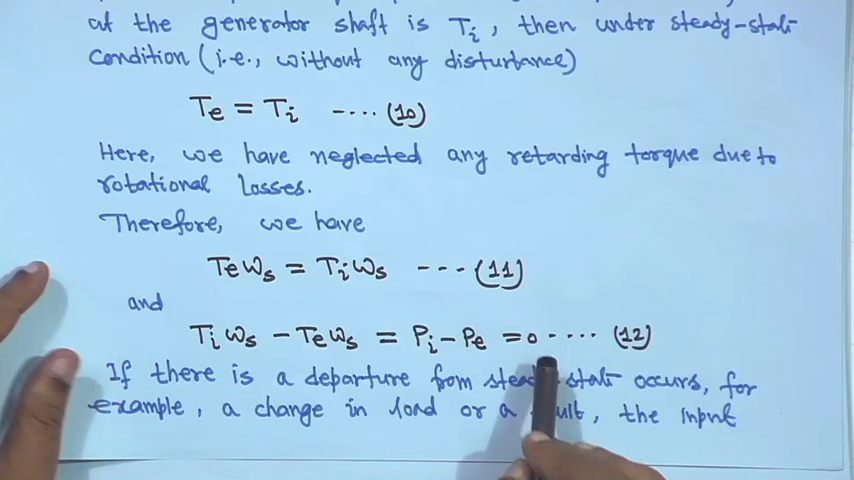 at the generator shaft is Ti, then under steady-state
condition (i.e., without any disturbance)
Te = Ti ---- (10)
Here, we have neglected any retarding torque due to
rotational losses.
Therefore, we have
Teωs = Tiωs --- (11)
and
Tiωs - Teωs = Pi - Pe = 0 ---- (12)
If there is a departure from steady-state occurs, for
example, a change in load or a fault, the input